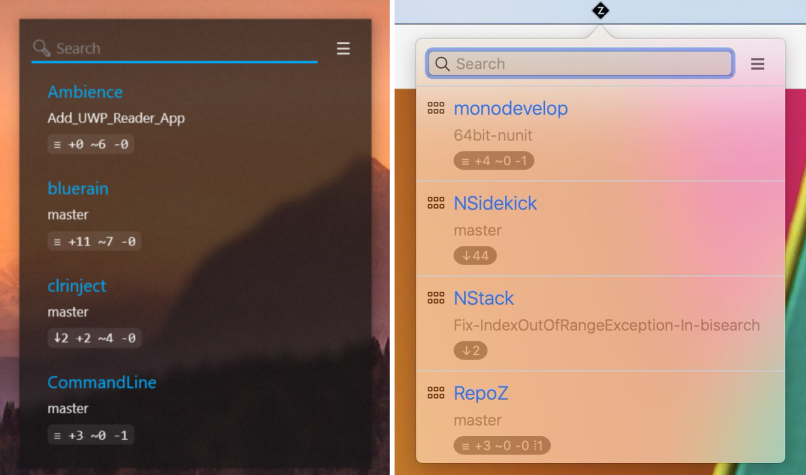 Search
Ambience
Add_UWP_Reader_App
≡ +0 ~6 -0
bluerain
master
≡ +11 ~7 -0
clrinject
master
↓2 +2 ~4 -0
CommandLine
master
≡ +3 ~0 -1
Z
Search
monodevelop
64bit-nunit
≡ +4 ~0 -1
NSidekick
master
↓44
NStack
Fix-IndexOutOfRangeException-In-bisearch
↓2
RepoZ
master
≡ +3 ~0 -0 ⁞1